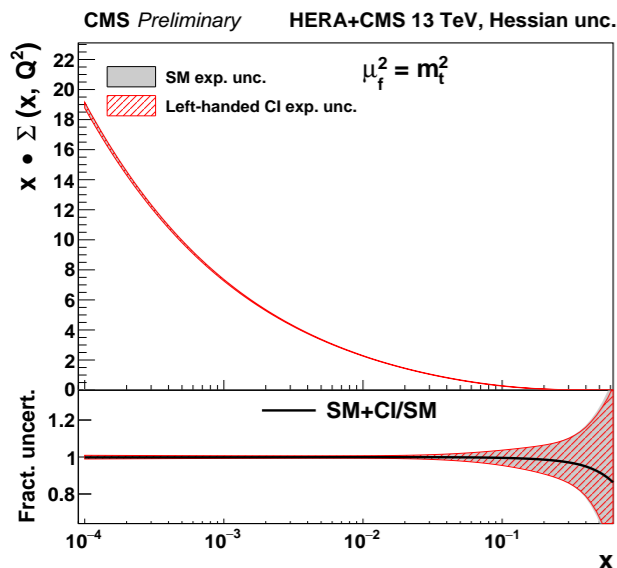 CMS Preliminary HERA+CMS 13 TeV, Hessian unc.
SM exp. unc.
Left-handed CI exp. unc.
μ_f^2 = m_t^2
x • Σ (x, Q^2)
22
20
18
16
14
12
10
8
6
4
2
0
Fract. uncert.
SM+CI/SM
1.2
1
0.8
10^−4 10^−3 10^−2 10^−1
x